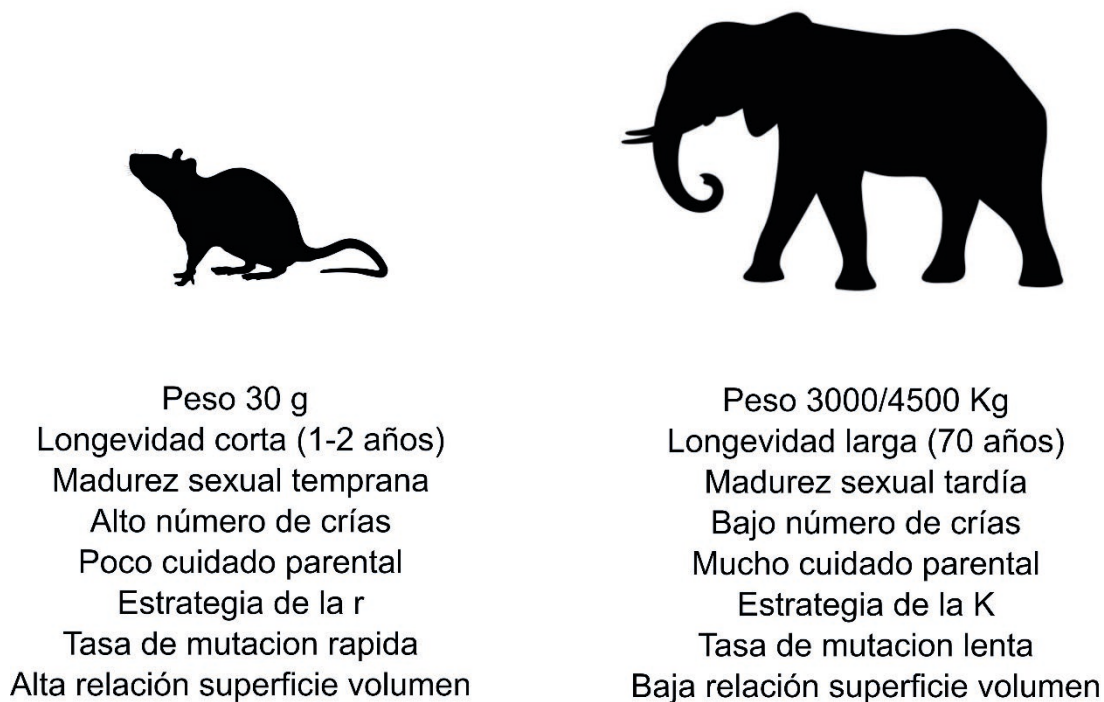 Peso 30 g
Longevidad corta (1-2 años)
Madurez sexual temprana
Alto número de crías
Poco cuidado parental
Estrategia de la r
Tasa de mutacion rapida
Alta relación superficie volumen
Peso 3000/4500 Kg
Longevidad larga (70 años)
Madurez sexual tardía
Bajo número de crías
Mucho cuidado parental
Estrategia de la K
Tasa de mutacion lenta
Baja relación superficie volumen